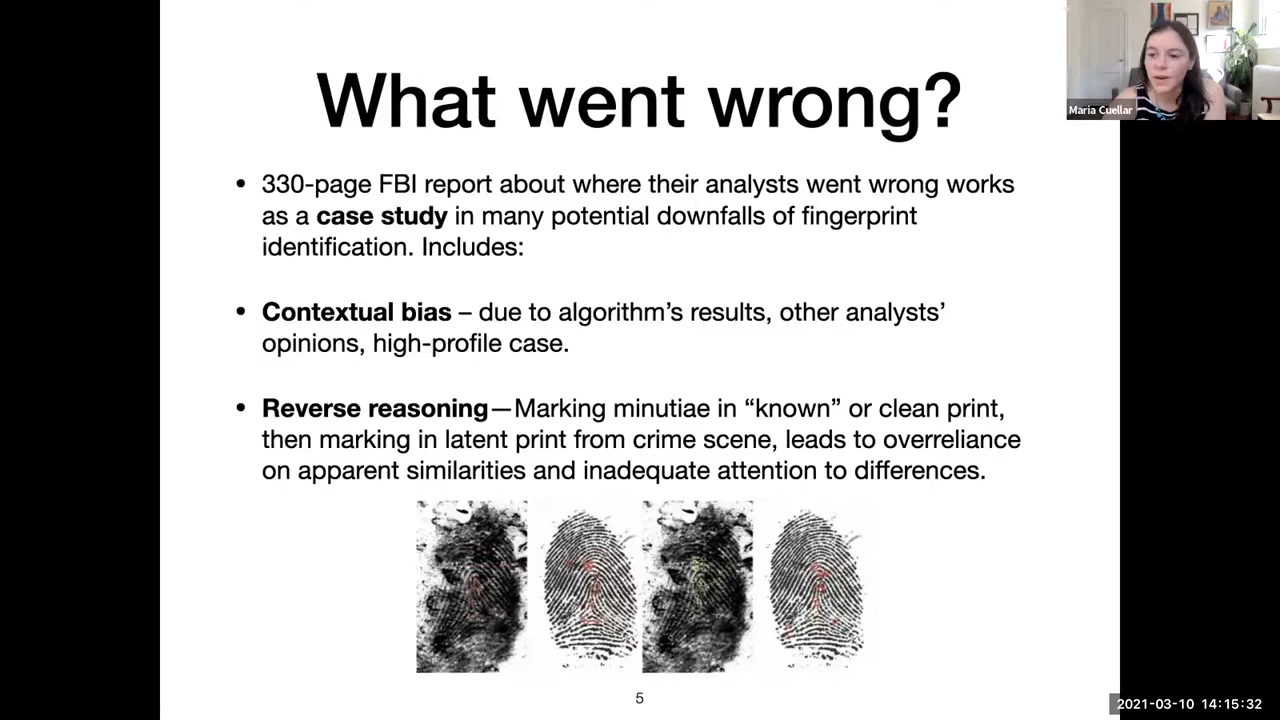 What went wrong?
Maria Cuellar
• 330-page FBI report about where their analysts went wrong works
as a case study in many potential downfalls of fingerprint
identification. Includes:
• Contextual bias – due to algorithm’s results, other analysts’
opinions, high-profile case.
• Reverse reasoning—Marking minutiae in “known” or clean print,
then marking in latent print from crime scene, leads to overreliance
on apparent similarities and inadequate attention to differences.
5
2021-03-10 14:15:32